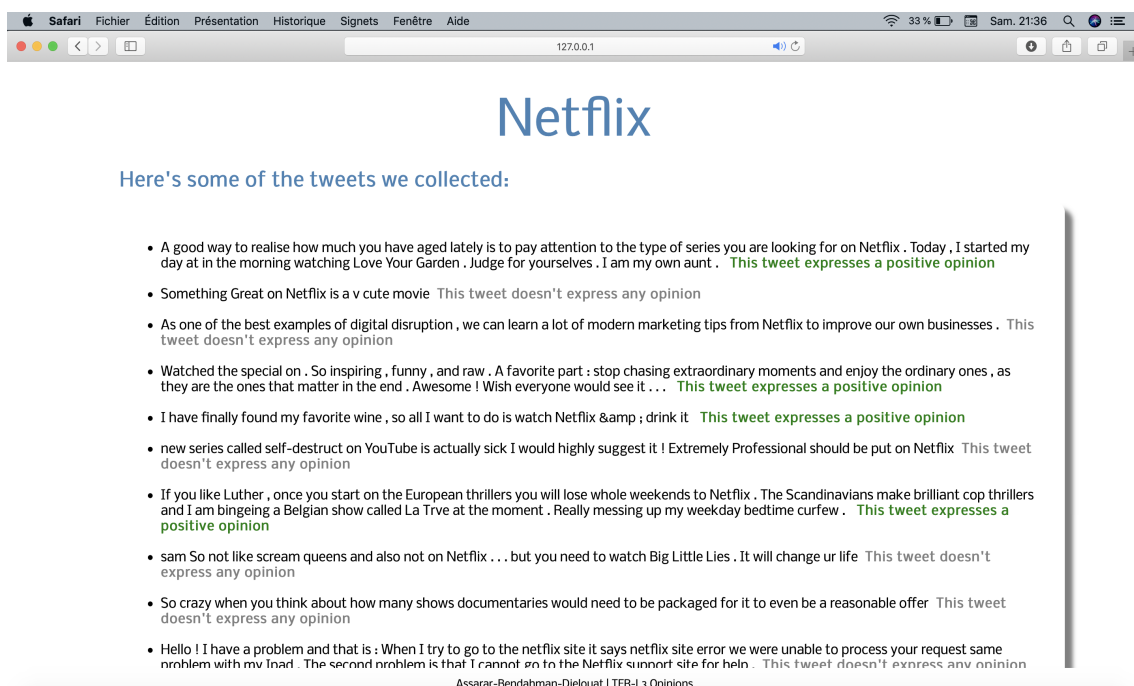 Safari Fichier Édition Présentation Historique Signets Fenêtre Aide 33 % Sam. 21:36
127.0.0.1
Netflix
Here's some of the tweets we collected:
• A good way to realise how much you have aged lately is to pay attention to the type of series you are looking for on Netflix . Today , I started my
day at in the morning watching Love Your Garden . Judge for yourselves . I am my own aunt . This tweet expresses a positive opinion
• Something Great on Netflix is a v cute movie This tweet doesn't express any opinion
• As one of the best examples of digital disruption , we can learn a lot of modern marketing tips from Netflix to improve our own businesses . This
tweet doesn't express any opinion
• Watched the special on . So inspiring , funny , and raw . A favorite part : stop chasing extraordinary moments and enjoy the ordinary ones , as
they are the ones that matter in the end . Awesome ! Wish everyone would see it . . . This tweet expresses a positive opinion
• I have finally found my favorite wine , so all I want to do is watch Netflix &amp ; drink it This tweet expresses a positive opinion
• new series called self-destruct on YouTube is actually sick I would highly suggest it ! Extremely Professional should be put on Netflix This tweet
doesn't express any opinion
• If you like Luther , once you start on the European thrillers you will lose whole weekends to Netflix . The Scandinavians make brilliant cop thrillers
and I am bingeing a Belgian show called La Trve at the moment . Really messing up my weekday bedtime curfew . This tweet expresses a
positive opinion
• sam So not like scream queens and also not on Netflix . . . but you need to watch Big Little Lies . It will change ur life This tweet doesn't
express any opinion
• So crazy when you think about how many shows documentaries would need to be packaged for it to even be a reasonable offer This tweet
doesn't express any opinion
• Hello ! I have a problem and that is : When I try to go to the netflix site it says netflix site error we were unable to process your request same
problem with my Ipad . The second problem is that I cannot go to the Netflix support site for help . This tweet doesn't express any opinion
Assarar-Bendahman-Djelouat | TER-L3 Opinions